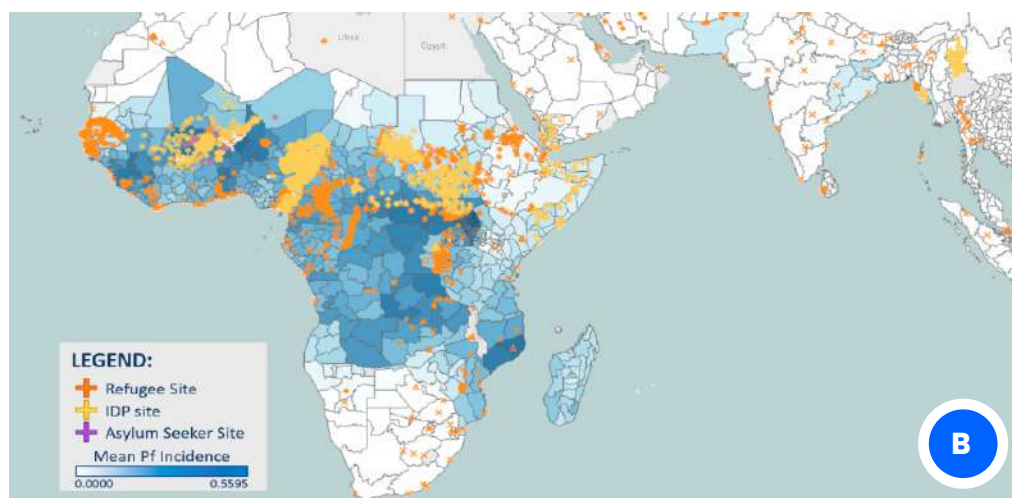 Libya
Egypt
LEGEND:
Refugee Site
IDP site
Asylum Seeker Site
Mean Pf Incidence
0.0000 0.5595
B